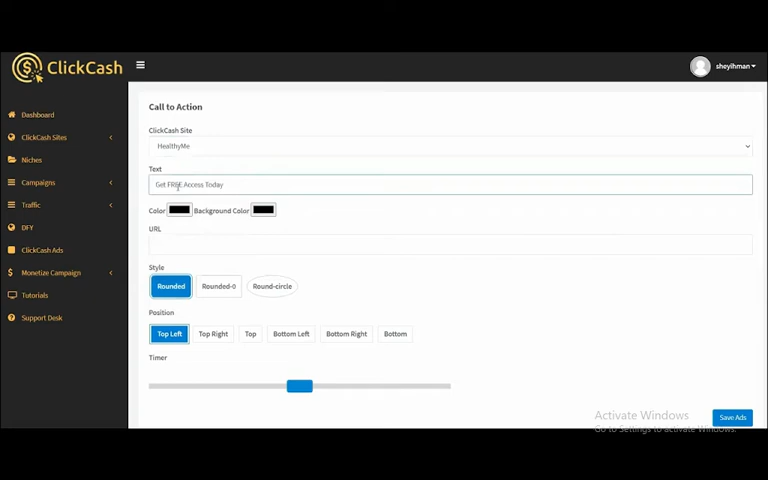 ClickCash
sheyihman
Dashboard
ClickCash Sites
Niches
Campaigns
Traffic
DFY
ClickCash Ads
Monetize Campaign
Tutorials
Support Desk
Call to Action
ClickCash Site
HealthyMe
Text
Get FREE Access Today
Color Background Color
URL
Style
Rounded Rounded-0 Round-circle
Position
Top Left Top Right Top Bottom Left Bottom Right Bottom
Timer
Save Ads
Activate Windows
Go to Settings to activate Windows.